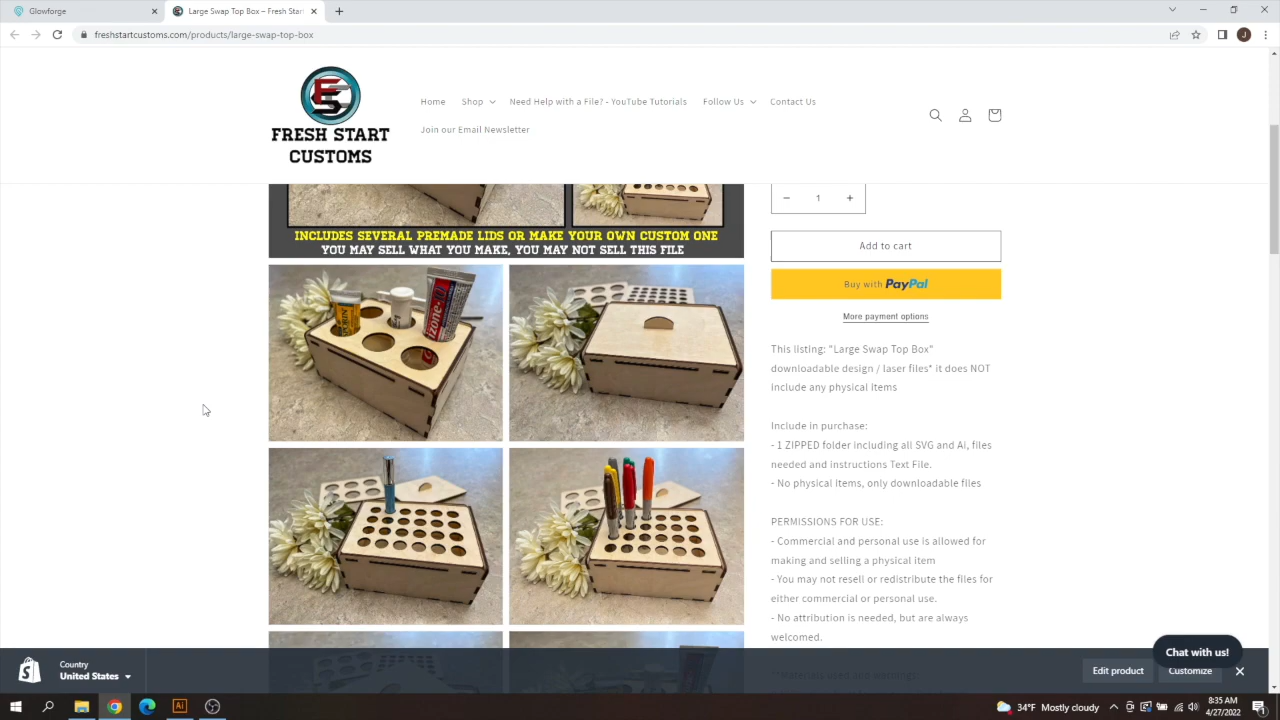 Glowforge
Large Swap Top Box – Fresh Star
freshstartcustoms.com/products/large-swap-top-box
J
FRESH START
CUSTOMS
Home
Shop
Need Help with a File? - YouTube Tutorials
Follow Us
Contact Us
Join our Email Newsletter
INCLUDES SEVERAL PREMADE LIDS OR MAKE YOUR OWN CUSTOM ONE
YOU MAY SELL WHAT YOU MAKE, YOU MAY NOT SELL THIS FILE
− 1 +
Add to cart
Buy with PayPal
More payment options
This listing: "Large Swap Top Box"
downloadable design / laser files* it does NOT
include any physical items
Include in purchase:
- 1 ZIPPED folder including all SVG and Ai, files
needed and instructions Text File.
- No physical items, only downloadable files
PERMISSIONS FOR USE:
- Commercial and personal use is allowed for
making and selling a physical item
- You may not resell or redistribute the files for
either commercial or personal use.
- No attribution is needed, but are always
welcomed.
Chat with us!
Country
United States
Edit product
Customize
Ai
34°F Mostly cloudy
8:35 AM
4/27/2022